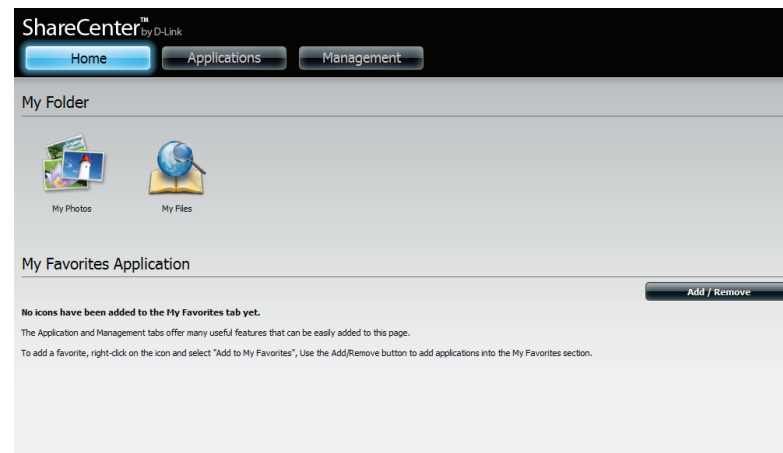 ShareCenter™ by D-Link
Home Applications Management
My Folder
My Photos My Files
My Favorites Application
Add / Remove
No icons have been added to the My Favorites tab yet.
The Application and Management tabs offer many useful features that can be easily added to this page.
To add a favorite, right-click on the icon and select "Add to My Favorites", Use the Add/Remove button to add applications into the My Favorites section.